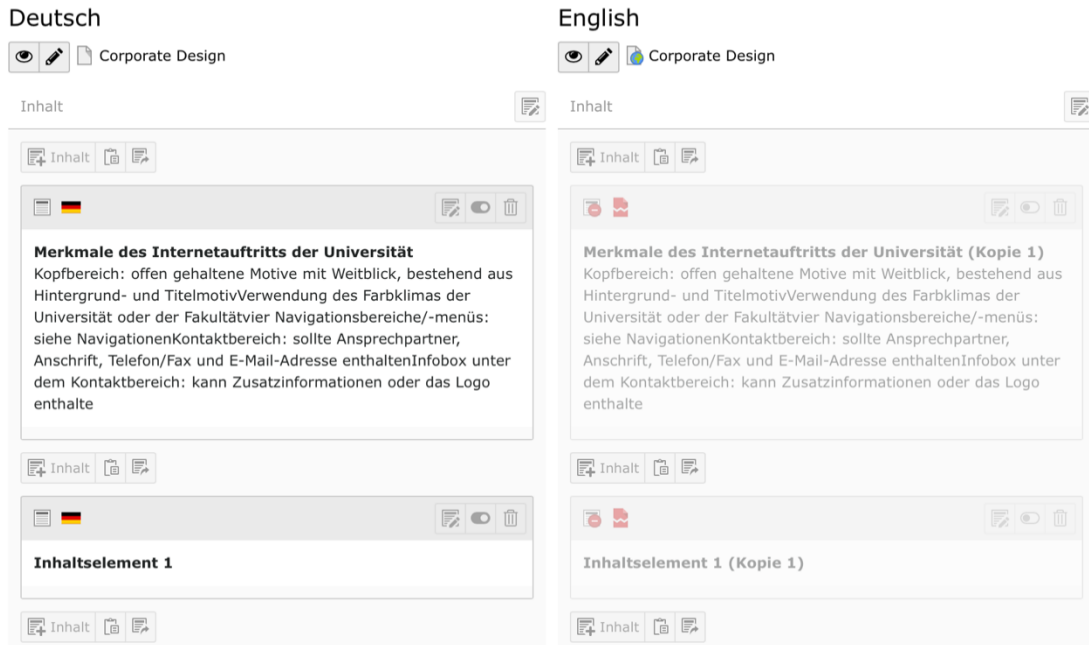 Deutsch
Corporate Design
Inhalt
Inhalt
Merkmale des Internetauftritts der Universität
Kopfbereich: offen gehaltene Motive mit Weitblick, bestehend aus
Hintergrund- und TitelmotivVerwendung des Farbklimas der
Universität oder der Fakultätvier Navigationsbereiche/-menüs:
siehe NavigationenKontaktbereich: sollte Ansprechpartner,
Anschrift, Telefon/Fax und E-Mail-Adresse enthaltenInfobox unter
dem Kontaktbereich: kann Zusatzinformationen oder das Logo
enthalte
Inhalt
Inhaltselement 1
Inhalt
English
Corporate Design
Inhalt
Inhalt
Merkmale des Internetauftritts der Universität (Kopie 1)
Kopfbereich: offen gehaltene Motive mit Weitblick, bestehend aus
Hintergrund- und TitelmotivVerwendung des Farbklimas der
Universität oder der Fakultätvier Navigationsbereiche/-menüs:
siehe NavigationenKontaktbereich: sollte Ansprechpartner,
Anschrift, Telefon/Fax und E-Mail-Adresse enthaltenInfobox unter
dem Kontaktbereich: kann Zusatzinformationen oder das Logo
enthalte
Inhalt
Inhaltselement 1 (Kopie 1)
Inhalt